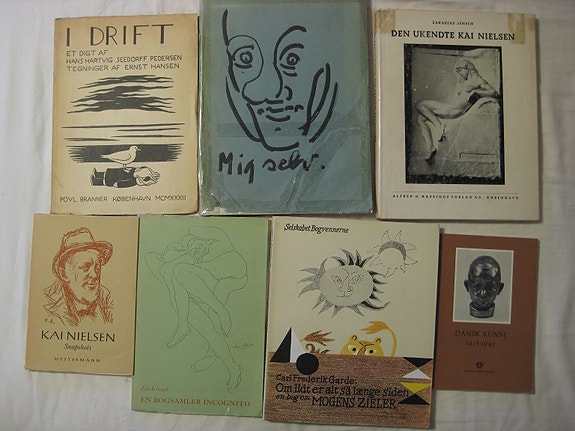 I DRIFT
ET DIGT AF
HANS HARTVIG SEEDORFF PEDERSEN
TEGNINGER AF ERNST HANSEN
POVL BRANNER KØBENHAVN MCMXXXIII
Mig selv.
ZAKARIAS JENSEN
DEN UKENDTE KAI NIELSEN
KAI NIELSEN
Snapshots
WESTERMANN
EN BOGSAMLER INCOGNITO
Selskabet Bogvennerne
Carl Frederik Garde:
Om lidt er alt så længe siden
en bog om MOGENS ZIELER
DANSK KUNST